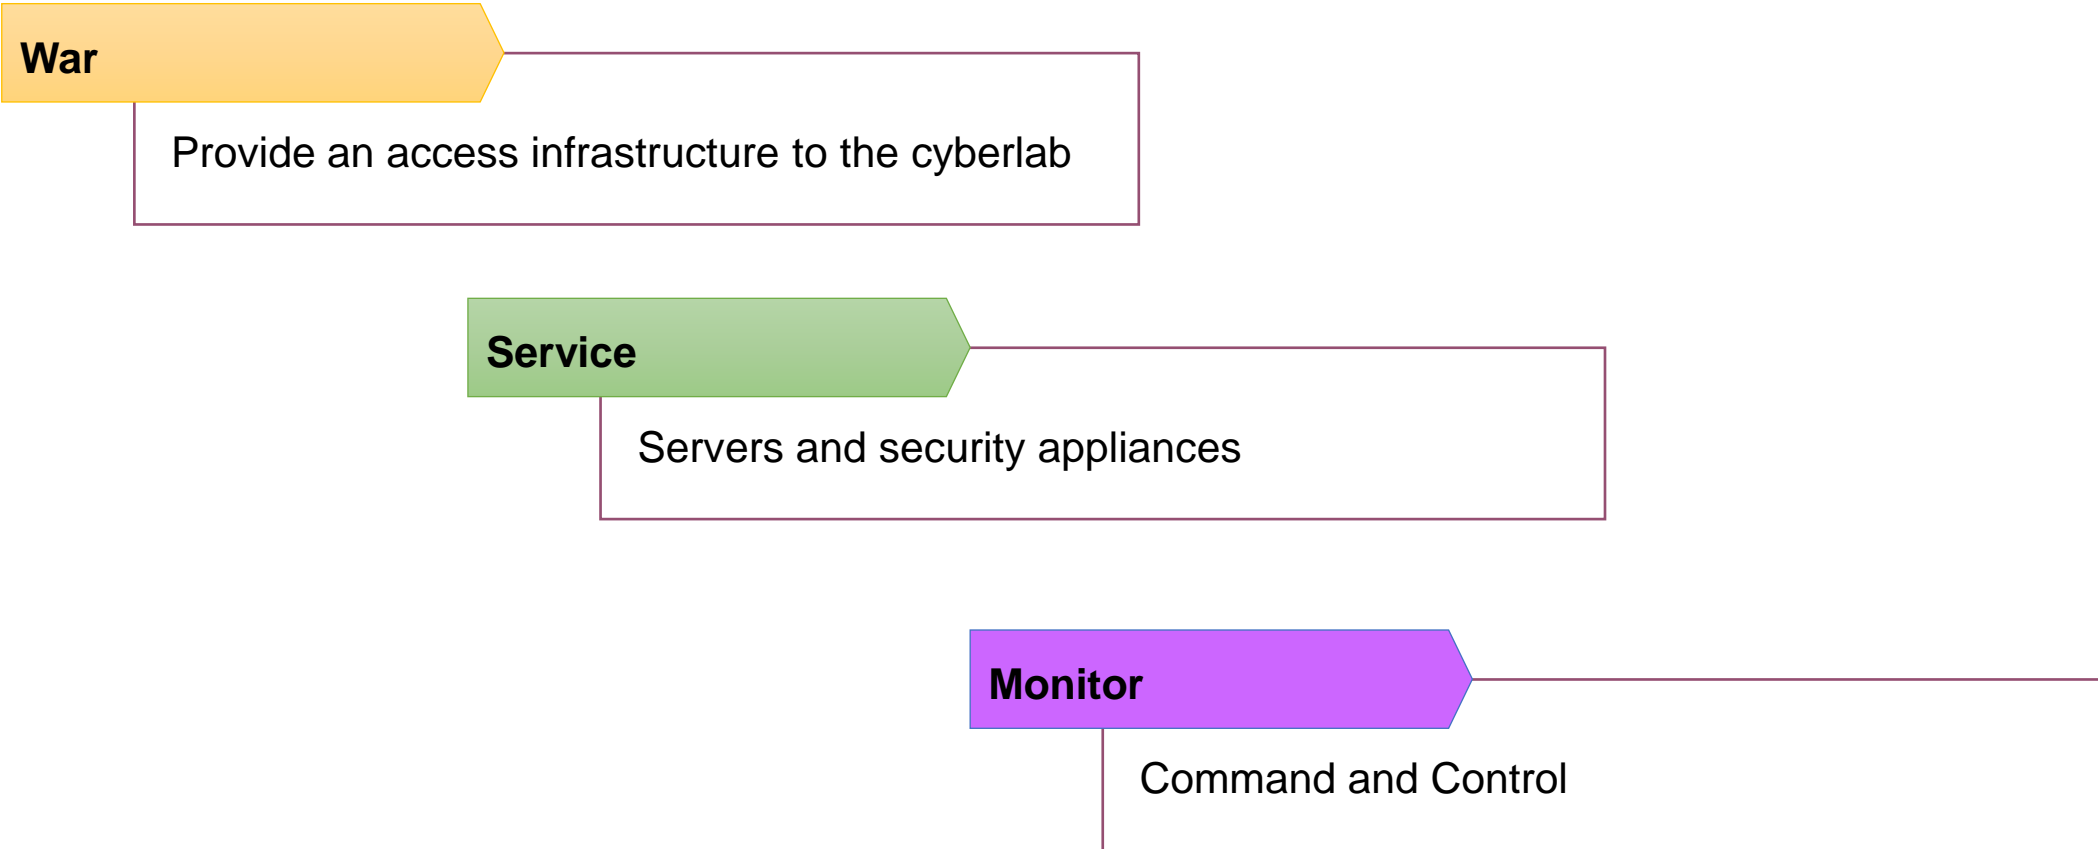 War
Provide an access infrastructure to the cyberlab
Service
Servers and security appliances
Monitor
Command and Control